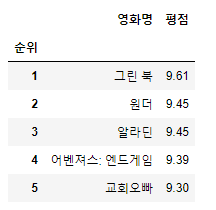 영화명 평점
순위
1 그린 북 9.61
2 원더 9.45
3 알라딘 9.45
4 어벤져스: 엔드게임 9.39
5 교회오빠 9.30